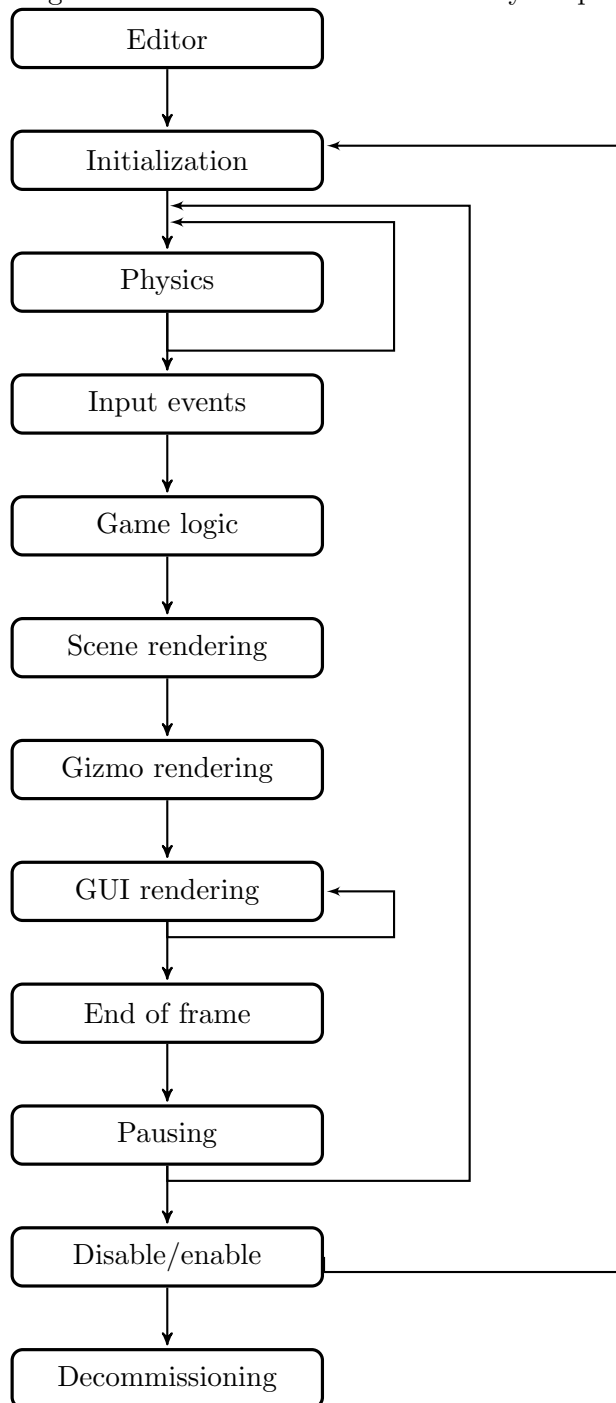 Editor
Initialization
Physics
Input events
Game logic
Scene rendering
Gizmo rendering
GUI rendering
End of frame
Pausing
Disable/enable
Decommissioning